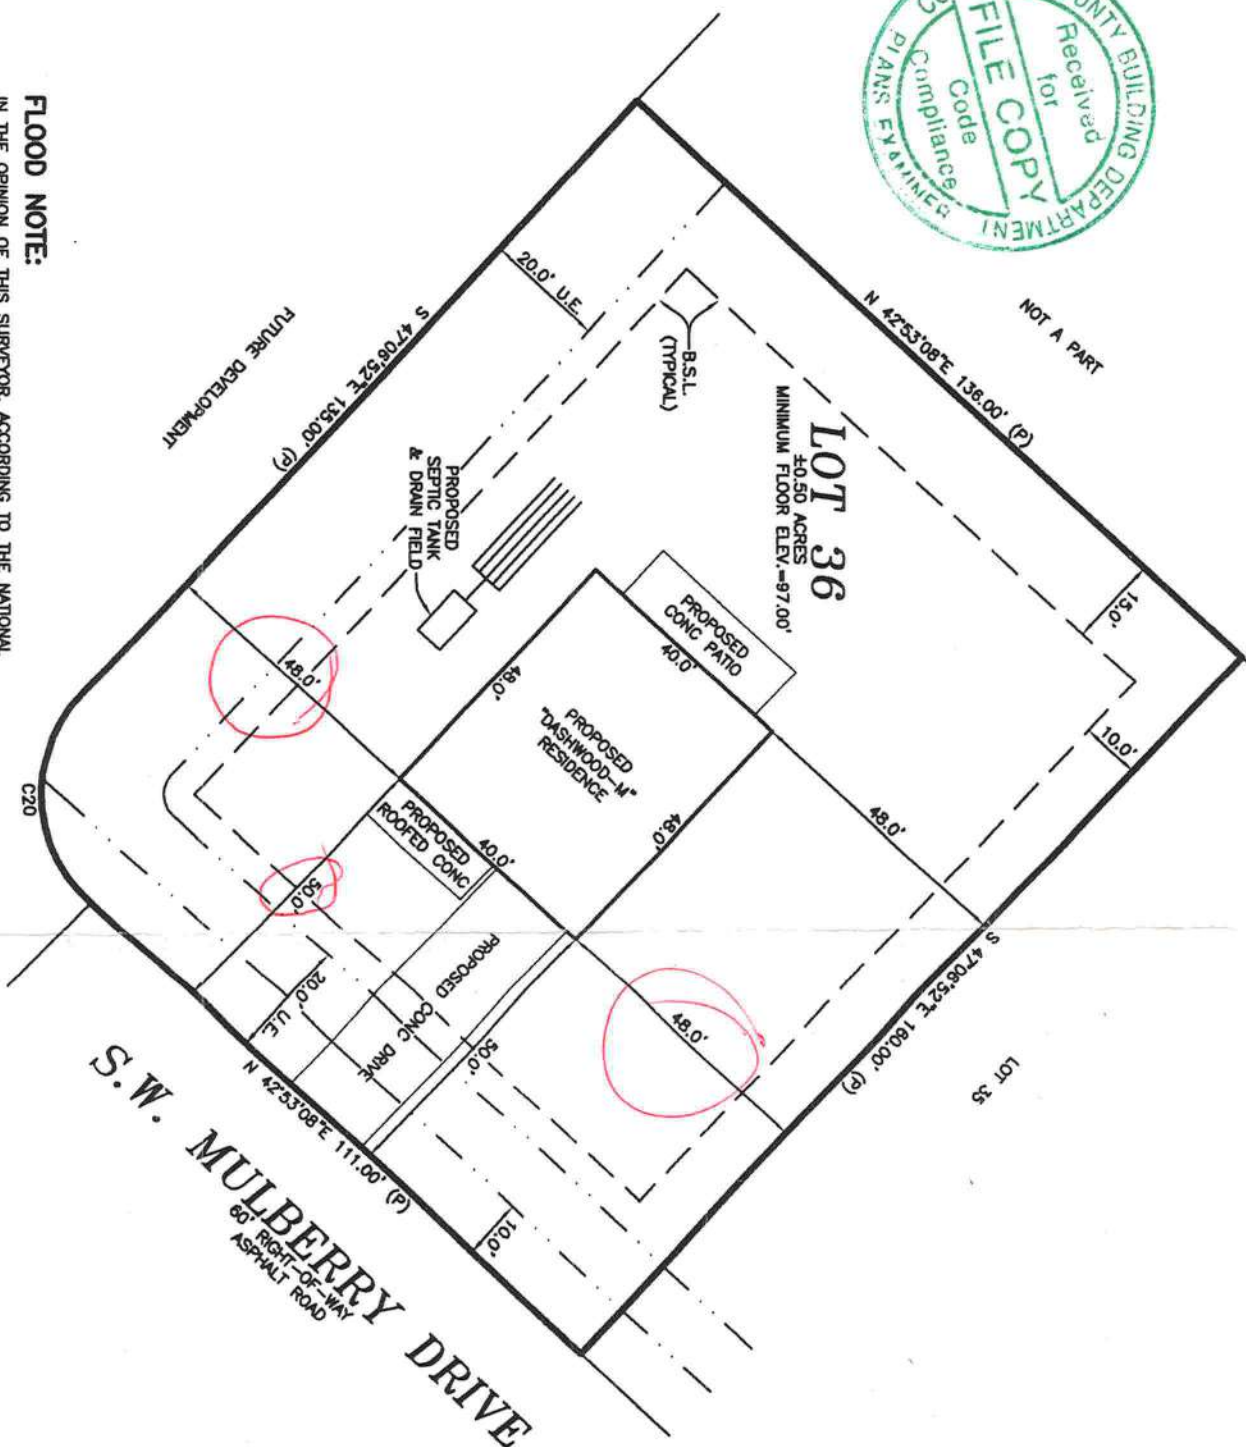 UNTY BUILDING DEPARTMENT
Received
for
FILE COPY
Code
Compliance
PLANS EXAMINER
NOT A PART
N 42°53'08"E 136.00' (P)
15.0'
10.0'
20.0' U.E.
B.S.L.
(TYPICAL)
LOT 36
±0.50 ACRES
MINIMUM FLOOR ELEV.=97.00'
S 47°06'52"E 135.00' (P)
FUTURE DEVELOPMENT
PROPOSED
SEPTIC TANK
& DRAIN FIELD
PROPOSED
CONC PATIO
40.0'
48.0'
PROPOSED
"DASHWOOD-M"
RESIDENCE
48.0'
40.0'
48.0'
S 47°06'52"E 160.00' (P)
LOT 35
48.0'
48.0'
PROPOSED
ROOFED CONC
50.0'
PROPOSED CONC DRIVE
50.0'
20.0' U.E.
10.0'
C20
N 42°53'08"E 111.00' (P)
S.W. MULBERRY DRIVE
60' RIGHT-OF-WAY
ASPHALT ROAD
FLOOD NOTE:
IN THE OPINION OF THIS SURVEYOR, ACCORDING TO THE NATIONAL